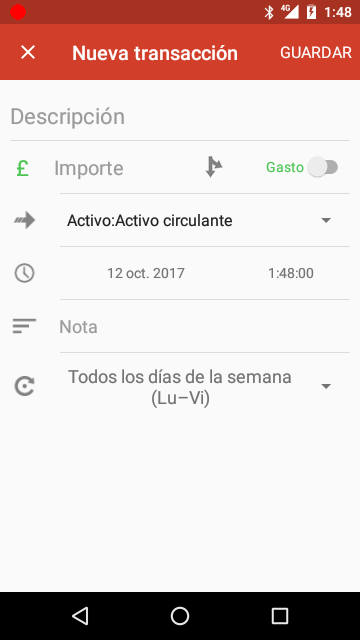 4G 1:48
Nueva transacción GUARDAR
Descripción
£ Importe Gasto
Activo:Activo circulante
12 oct. 2017 1:48:00
Nota
Todos los días de la semana
(Lu–Vi)